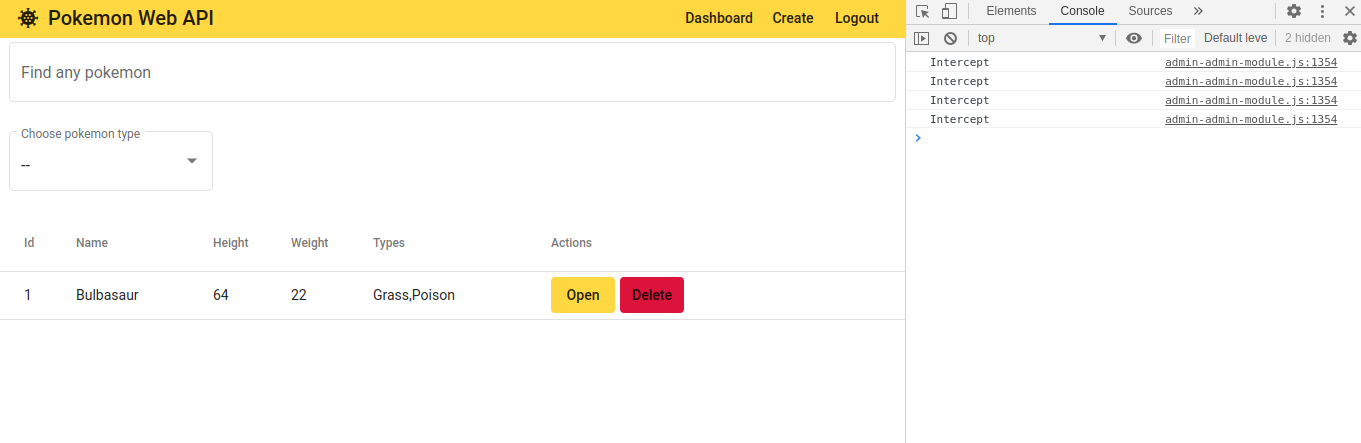 Pokemon Web API
Dashboard Create Logout
Find any pokemon
Choose pokemon type
--
Id Name Height Weight Types Actions
1 Bulbasaur 64 22 Grass,Poison Open Delete
Elements Console Sources
top Filter Default leve 2 hidden
Intercept admin-admin-module.js:1354
Intercept admin-admin-module.js:1354
Intercept admin-admin-module.js:1354
Intercept admin-admin-module.js:1354